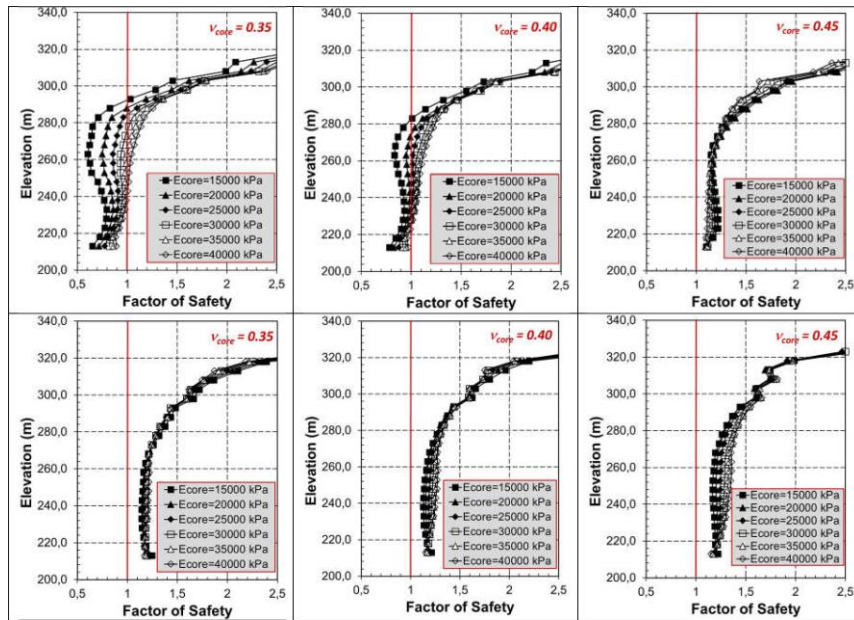 340,0
320,0
300,0
280,0
260,0
240,0
220,0
200,0
Elevation (m)
νcore = 0.35
Ecore=15000 kPa
Ecore=20000 kPa
Ecore=25000 kPa
Ecore=30000 kPa
Ecore=35000 kPa
Ecore=40000 kPa
0,5 1 1,5 2 2,5
Factor of Safety
340,0
320,0
300,0
280,0
260,0
240,0
220,0
200,0
Elevation (m)
νcore = 0.40
Ecore=15000 kPa
Ecore=20000 kPa
Ecore=25000 kPa
Ecore=30000 kPa
Ecore=35000 kPa
Ecore=40000 kPa
0,5 1 1,5 2 2,5
Factor of Safety
340,0
320,0
300,0
280,0
260,0
240,0
220,0
200,0
Elevation (m)
νcore = 0.45
Ecore=15000 kPa
Ecore=20000 kPa
Ecore=25000 kPa
Ecore=30000 kPa
Ecore=35000 kPa
Ecore=40000 kPa
0,5 1 1,5 2 2,5
Factor of Safety
340,0
320,0
300,0
280,0
260,0
240,0
220,0
200,0
Elevation (m)
νcore = 0.35
Ecore=15000 kPa
Ecore=20000 kPa
Ecore=25000 kPa
Ecore=30000 kPa
Ecore=35000 kPa
Ecore=40000 kPa
0,5 1 1,5 2 2,5
Factor of Safety
340,0
320,0
300,0
280,0
260,0
240,0
220,0
200,0
Elevation (m)
νcore = 0.40
Ecore=15000 kPa
Ecore=20000 kPa
Ecore=25000 kPa
Ecore=30000 kPa
Ecore=35000 kPa
Ecore=40000 kPa
0,5 1 1,5 2 2,5
Factor of Safety
340,0
320,0
300,0
280,0
260,0
240,0
220,0
200,0
Elevation (m)
νcore = 0.45
Ecore=15000 kPa
Ecore=20000 kPa
Ecore=25000 kPa
Ecore=30000 kPa
Ecore=35000 kPa
Ecore=40000 kPa
0,5 1 1,5 2 2,5
Factor of Safety